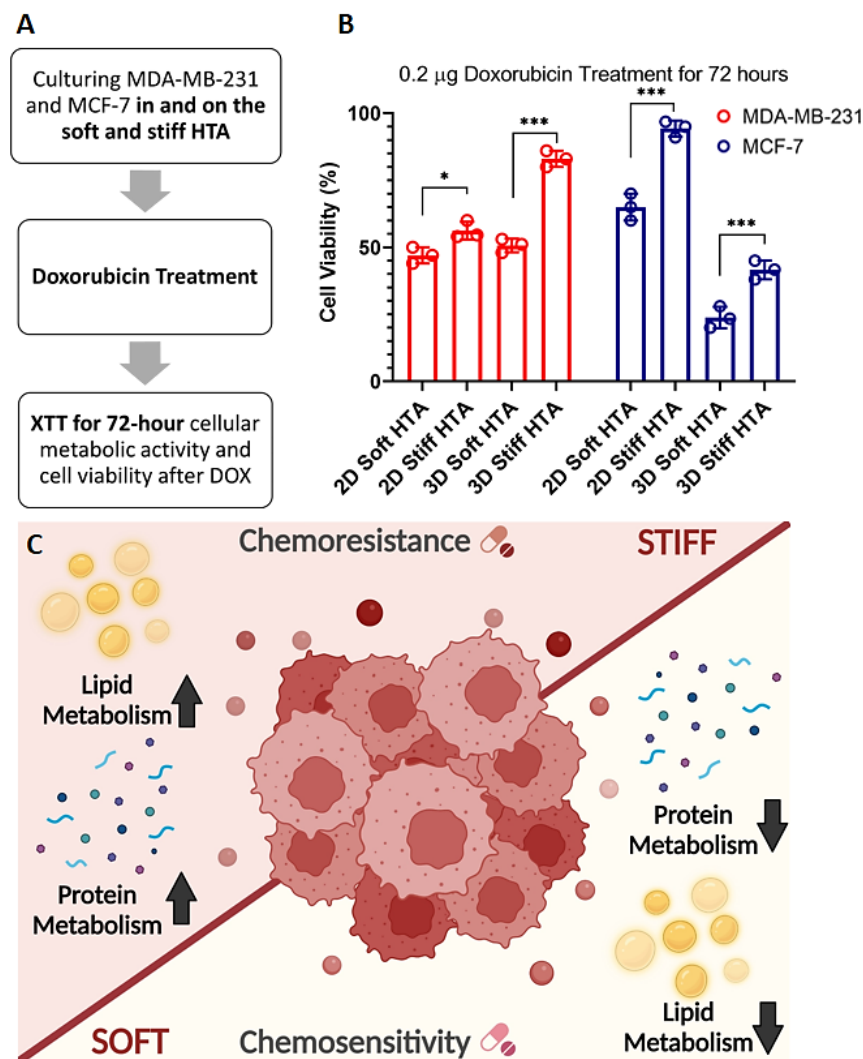 A
Culturing MDA-MB-231
and MCF-7 in and on the
soft and stiff HTA
Doxorubicin Treatment
XTT for 72-hour cellular
metabolic activity and
cell viability after DOX
B
0.2 µg Doxorubicin Treatment for 72 hours
Cell Viability (%)
100
50
0
*
***
***
***
MDA-MB-231
MCF-7
2D Soft HTA
2D Stiff HTA
3D Soft HTA
3D Stiff HTA
2D Soft HTA
2D Stiff HTA
3D Soft HTA
3D Stiff HTA
C
Chemoresistance
STIFF
Lipid
Metabolism
Protein
Metabolism
Protein
Metabolism
Lipid
Metabolism
SOFT
Chemosensitivity